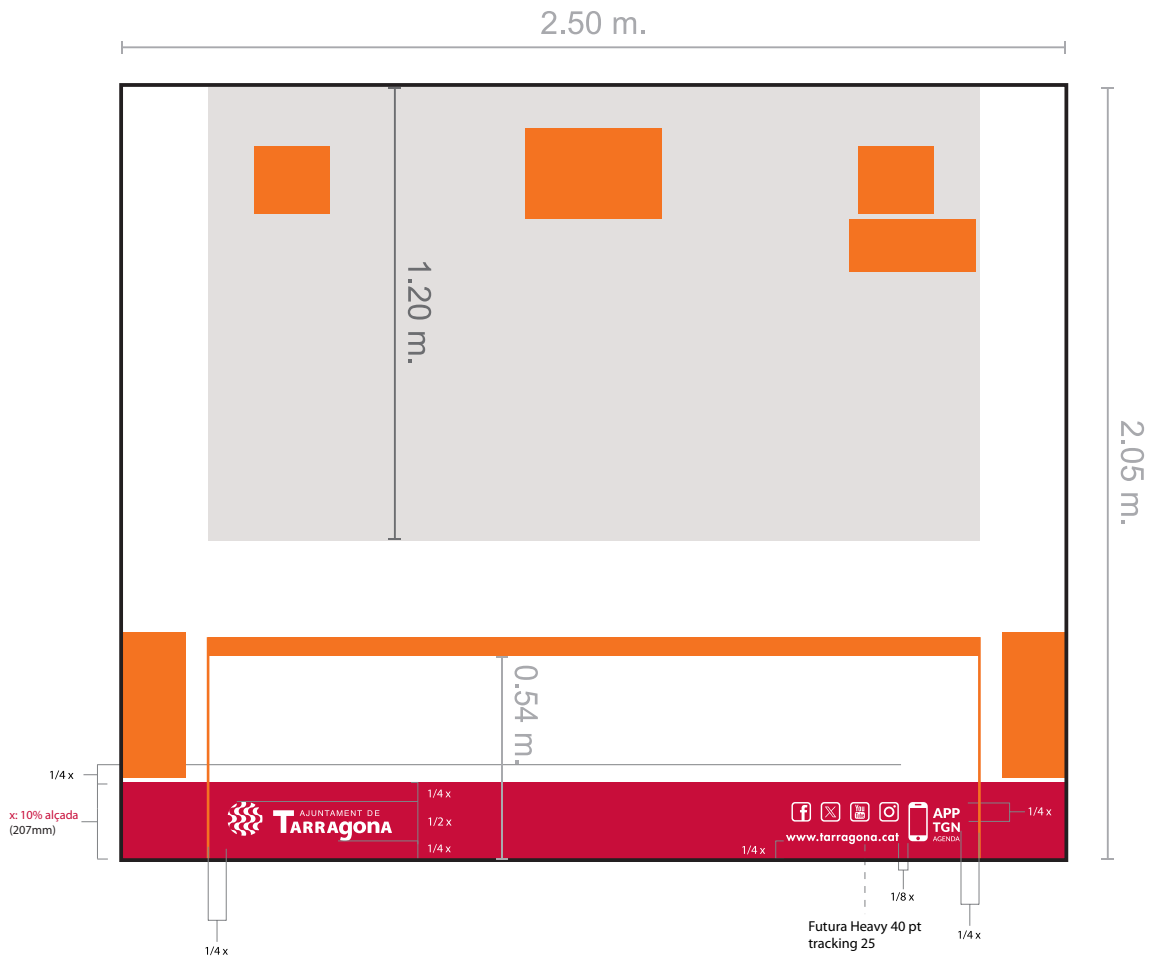 2.50 m.
1.20 m.
2.05 m.
0.54 m.
1/4 x
x: 10% alçada
(207mm)
AJUNTAMENT DE
TARRAgONA
1/4 x
1/2 x
1/4 x
You
Tube
www.tarragona.cat
APP
TGN
AGENDA
1/4 x
1/4 x
1/8 x
Futura Heavy 40 pt
tracking 25
1/4 x
1/4 x